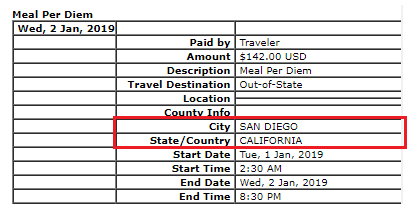 Meal Per Diem
Wed, 2 Jan, 2019
Paid by Traveler
Amount $142.00 USD
Description Meal Per Diem
Travel Destination Out-of-State
Location
County Info
City SAN DIEGO
State/Country CALIFORNIA
Start Date Tue, 1 Jan, 2019
Start Time 2:30 AM
End Date Wed, 2 Jan, 2019
End Time 8:30 PM